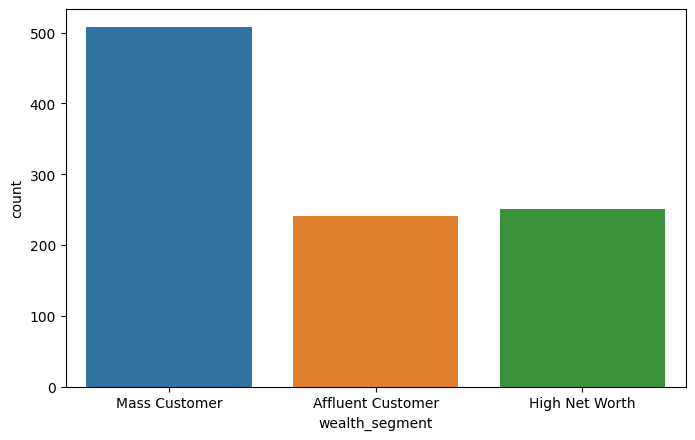 500
400
300
200
100
0
count
Mass Customer
Affluent Customer
High Net Worth
wealth_segment